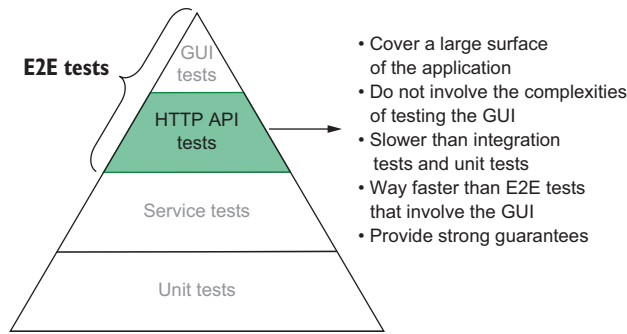 E2E tests
GUI
tests
HTTP API
tests
Service tests
Unit tests
• Cover a large surface
of the application
• Do not involve the complexities
of testing the GUI
• Slower than integration
tests and unit tests
• Way faster than E2E tests
that involve the GUI
• Provide strong guarantees